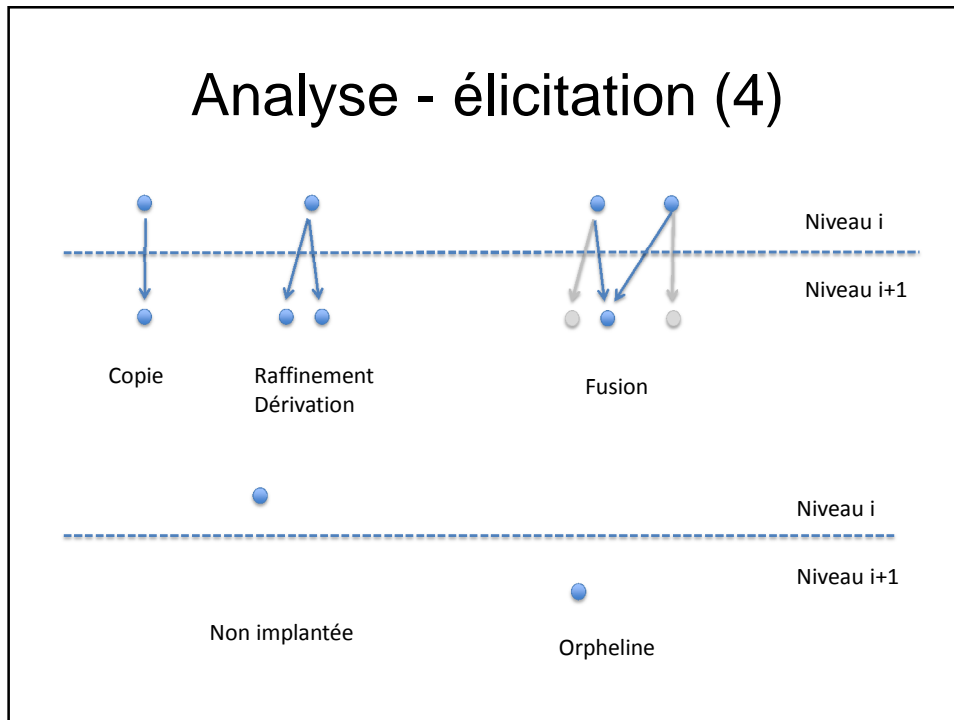 Analyse - élicitation (4)
Niveau i
Niveau i+1
Copie
Raffinement
Dérivation
Fusion
Niveau i
Niveau i+1
Non implantée
Orpheline